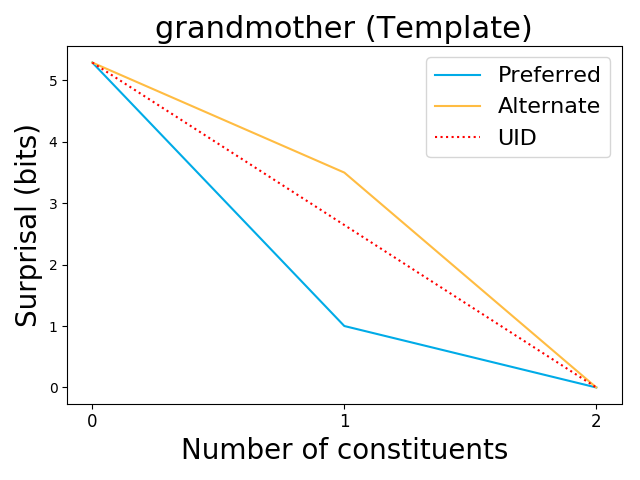 grandmother (Template)
Preferred
Alternate
UID
Surprisal (bits)
5
4
3
2
1
0
0 1 2
Number of constituents